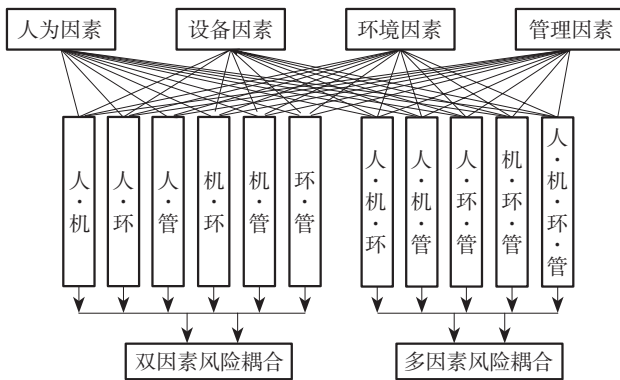 人为因素
设备因素
环境因素
管理因素
人·机
人·环
人·管
机·环
机·管
环·管
人·机·环
人·机·管
人·环·管
机·环·管
人·机·环·管
双因素风险耦合
多因素风险耦合